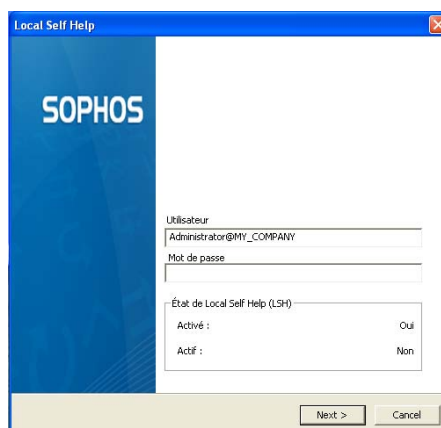 Local Self Help
SOPHOS
Utilisateur
Administrator@MY_COMPANY
Mot de passe
État de Local Self Help (LSH)
Activé : Oui
Actif : Non
Next > Cancel